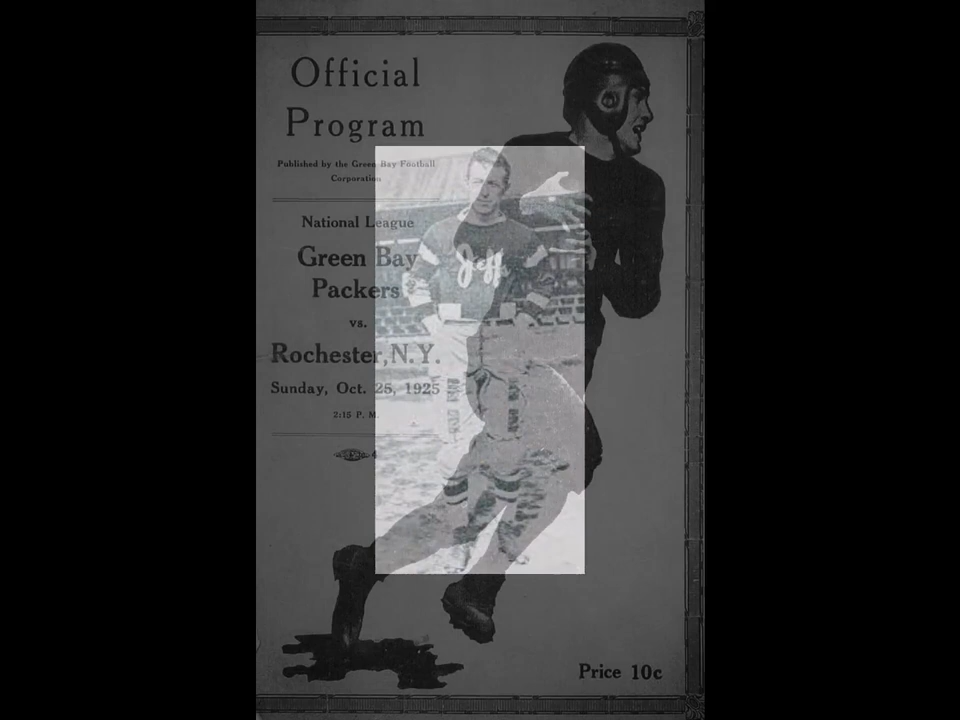 Official
Program
Published by the Green Bay Football
Corporation
National League
Green Bay
Packers
vs.
Rochester, N.Y.
Sunday, Oct. 25, 1925
2:15 P. M.
Jeff
Price 10c